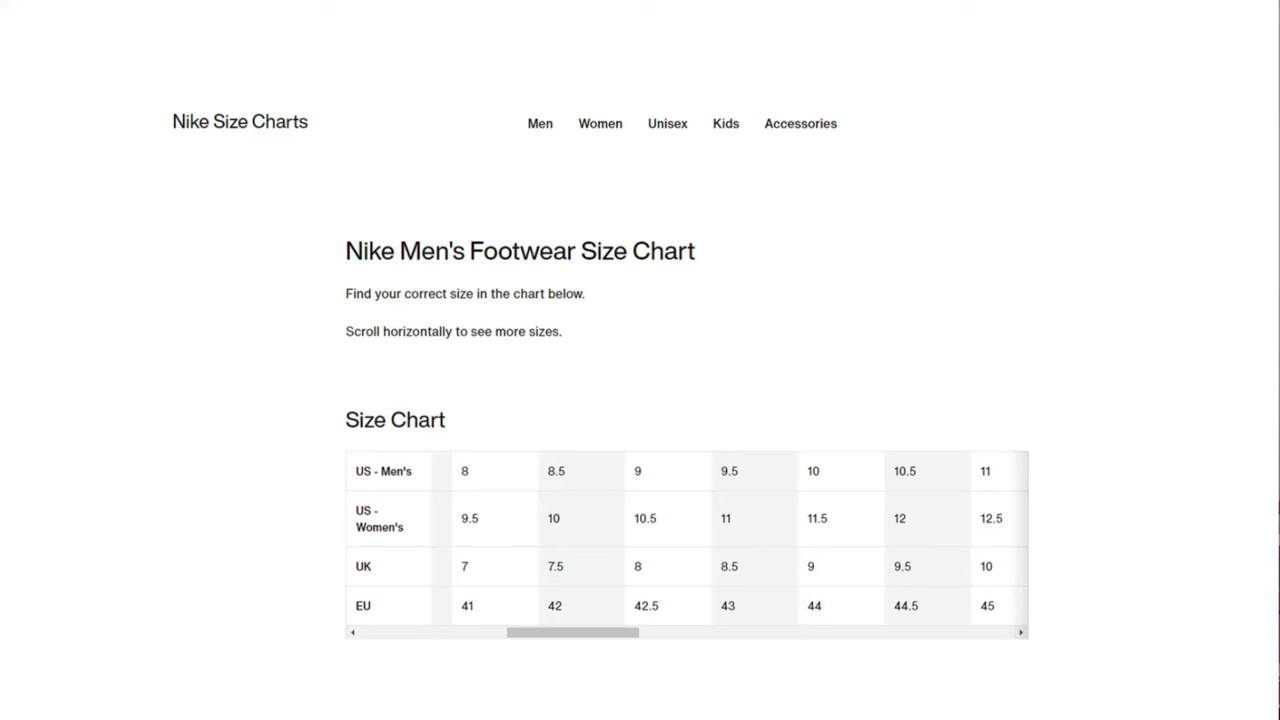 Nike Size Charts
Men Women Unisex Kids Accessories
Nike Men's Footwear Size Chart
Find your correct size in the chart below.
Scroll horizontally to see more sizes.
Size Chart
US - Men's 8 8.5 9 9.5 10 10.5 11
US -
Women's 9.5 10 10.5 11 11.5 12 12.5
UK 7 7.5 8 8.5 9 9.5 10
EU 41 42 42.5 43 44 44.5 45